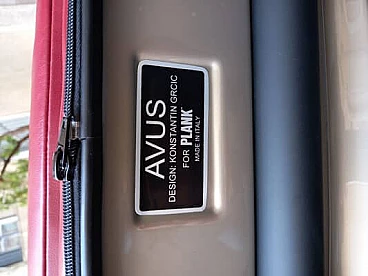 AVUS
DESIGN: KONSTANTIN GRCIC
FOR PLANK
MADE IN ITALY